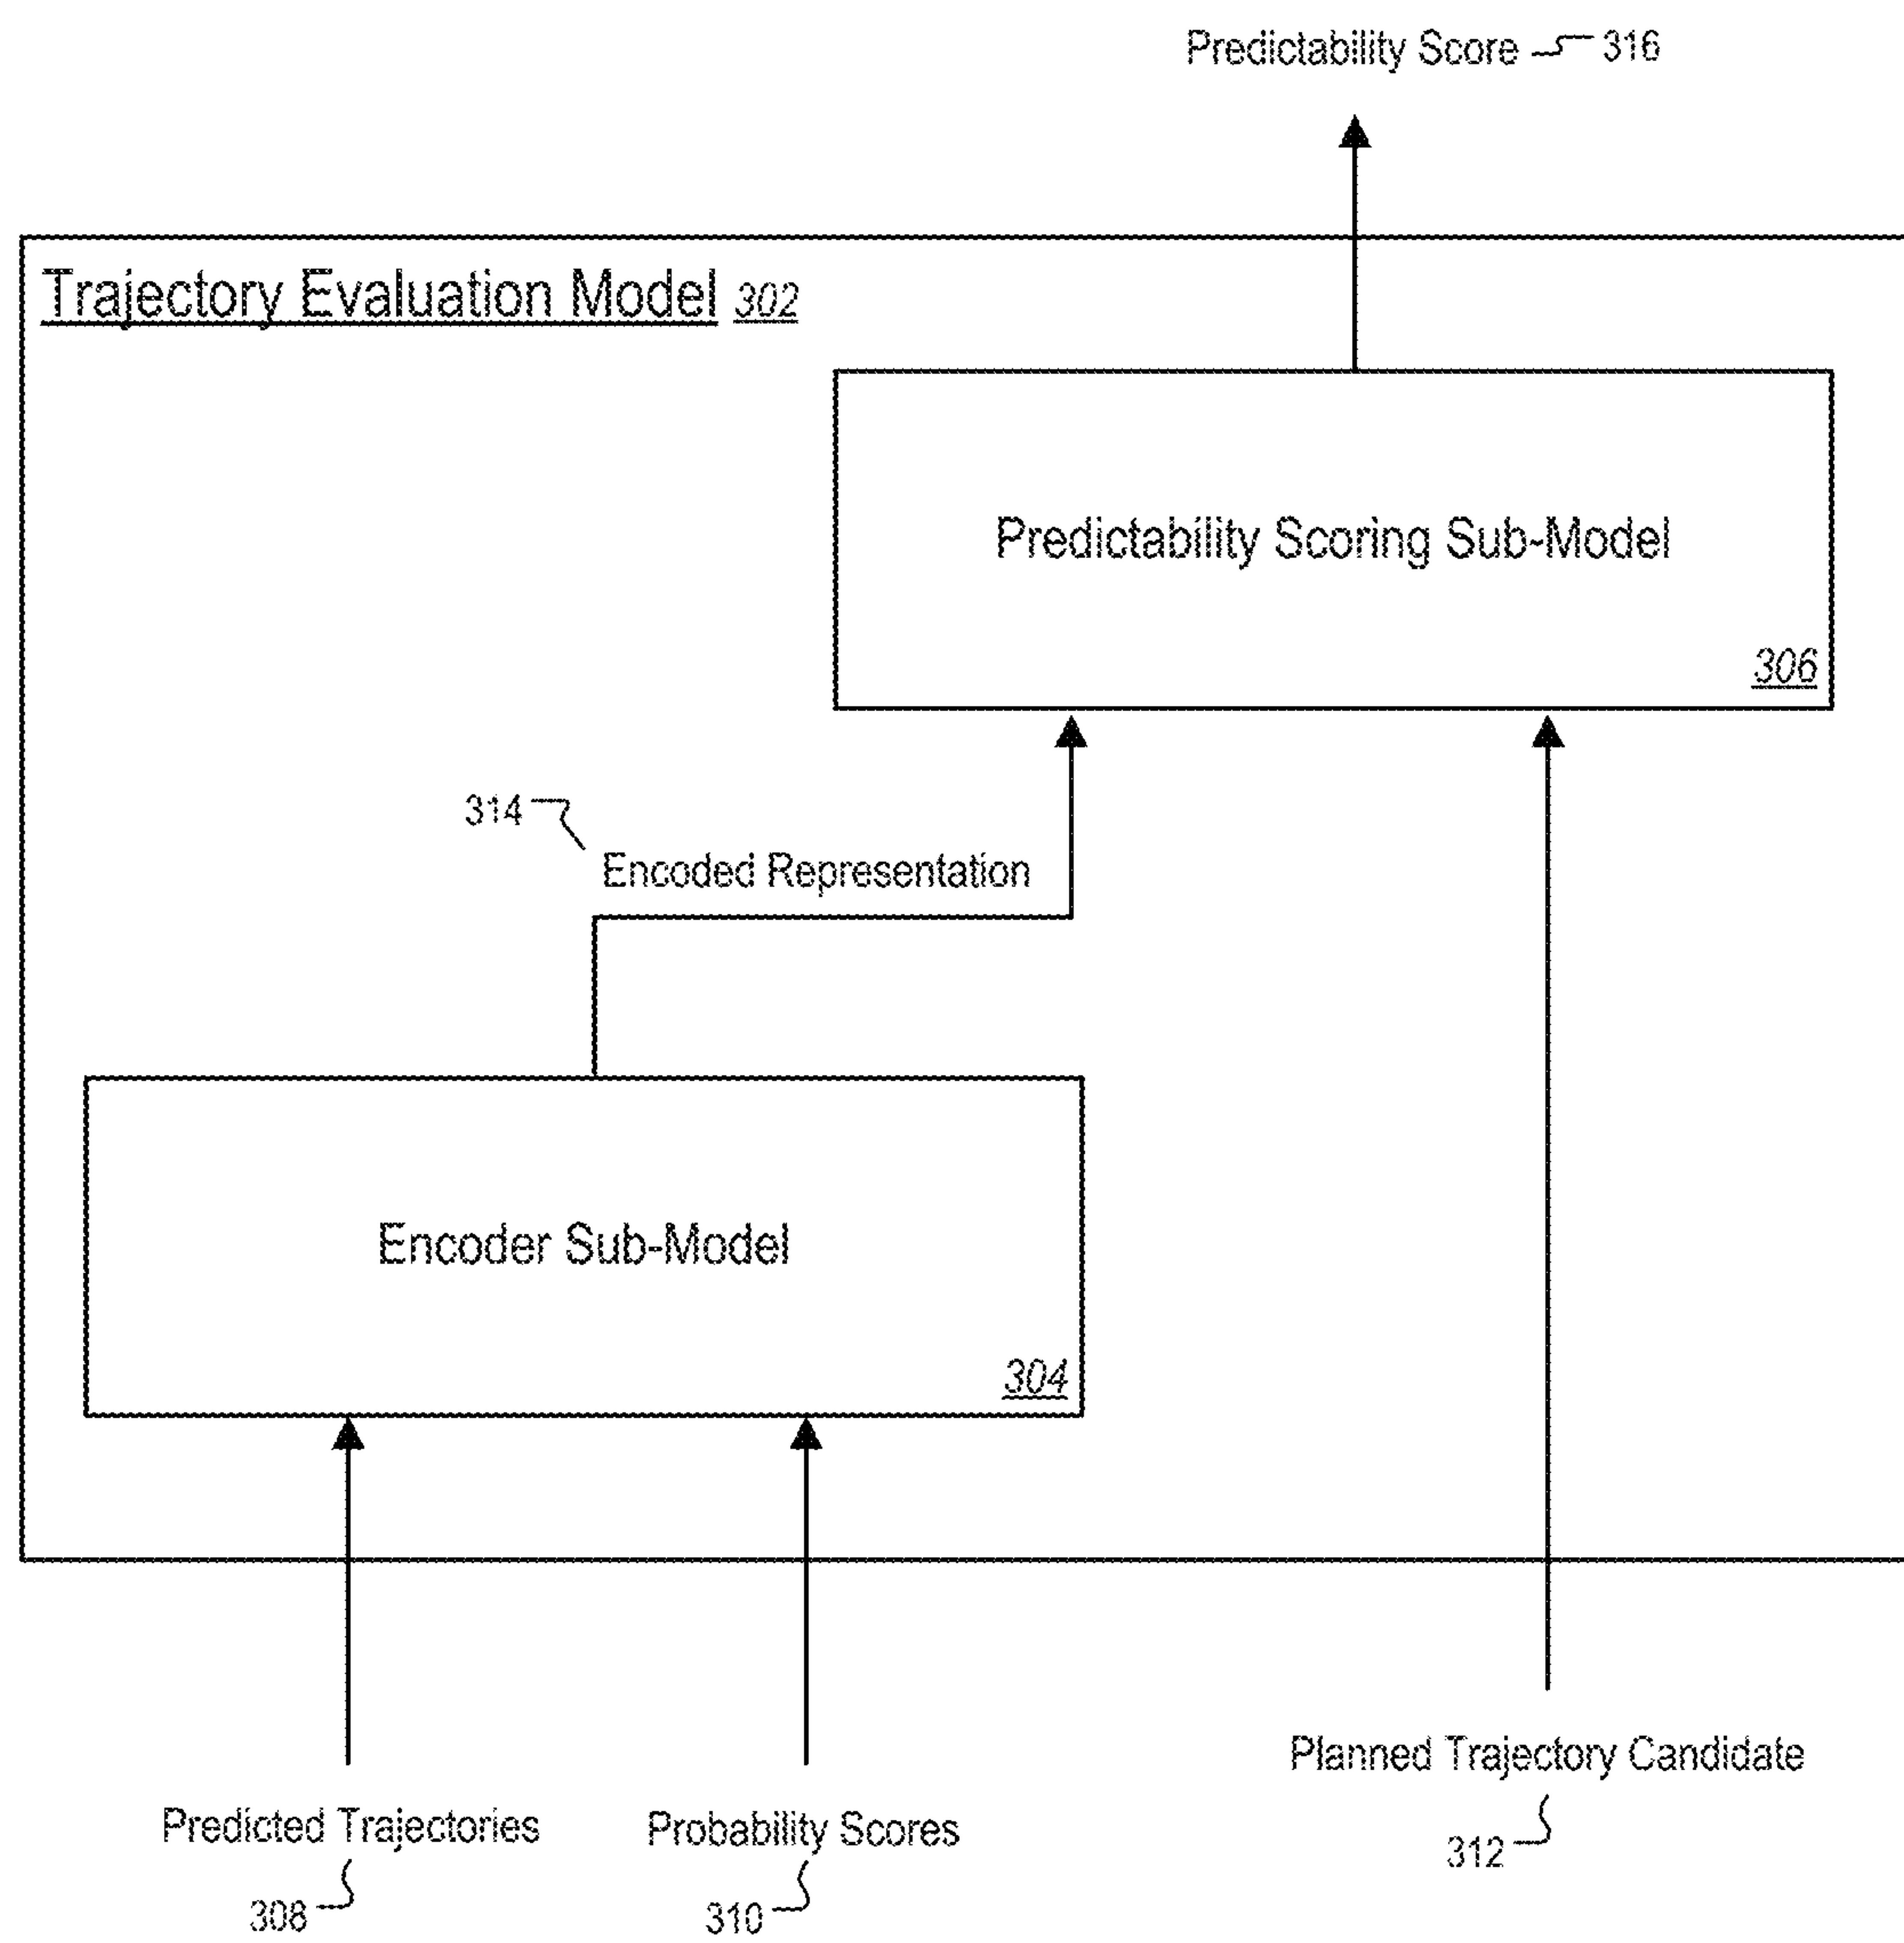 Predictability Score 316
Trajectory Evaluation Model 302
Predictability Scoring Sub-Model
306
314
Encoded Representation
Encoder Sub-Model
304
Planned Trajectory Candidate
312
Predicted Trajectories
308
Probability Scores
310